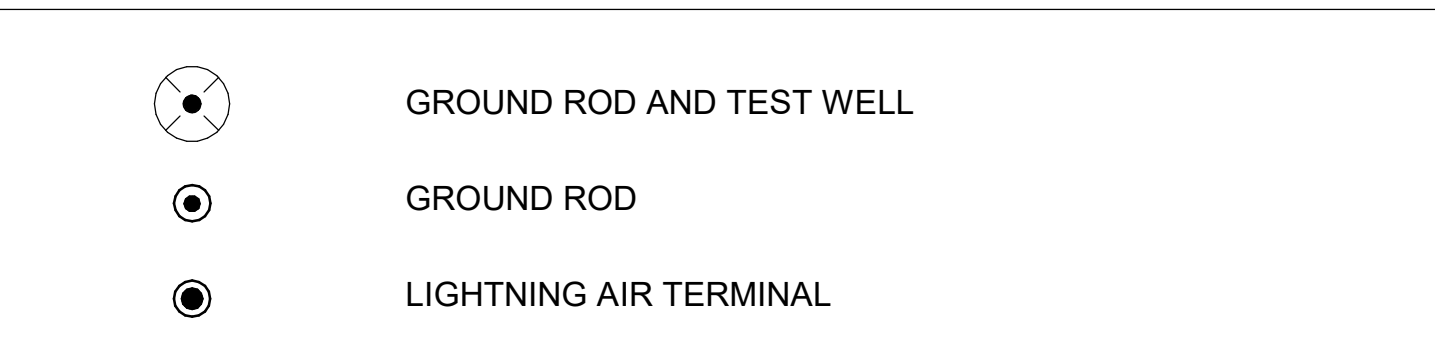 GROUND ROD AND TEST WELL
GROUND ROD
LIGHTNING AIR TERMINAL